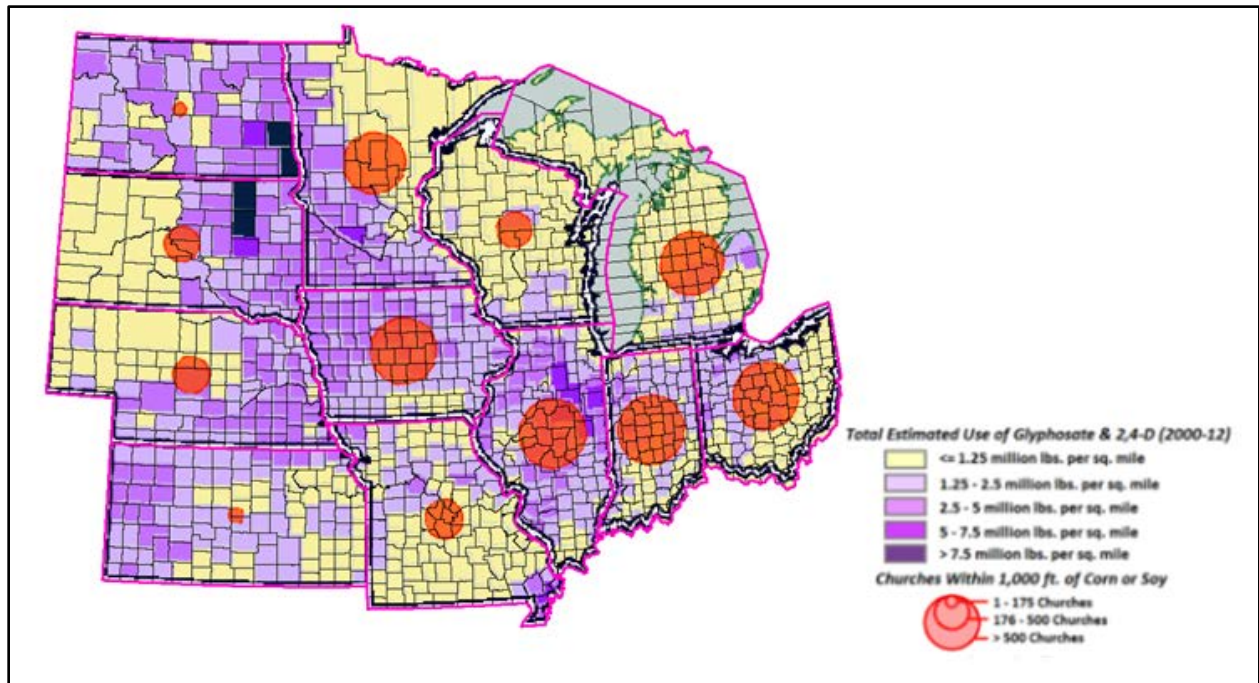 Total Estimated Use of Glyphosate & 2,4-D (2000-12)
<= 1.25 million lbs. per sq. mile
1.25 - 2.5 million lbs. per sq. mile
2.5 - 5 million lbs. per sq. mile
5 - 7.5 million lbs. per sq. mile
> 7.5 million lbs. per sq. mile
Churches Within 1,000 ft. of Corn or Soy
1 - 175 Churches
176 - 500 Churches
> 500 Churches